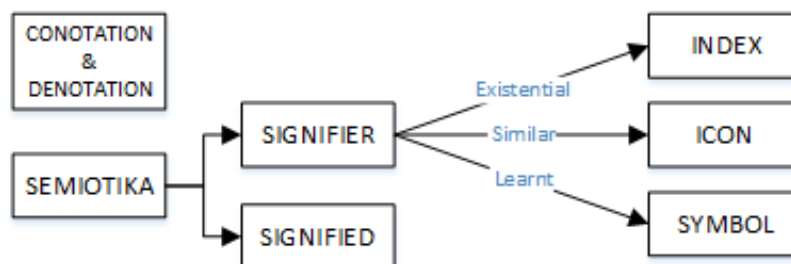 CONOTATION
&
DENOTATION
SEMIOTIKA
SIGNIFIER
SIGNIFIED
Existential
Similar
Learnt
INDEX
ICON
SYMBOL